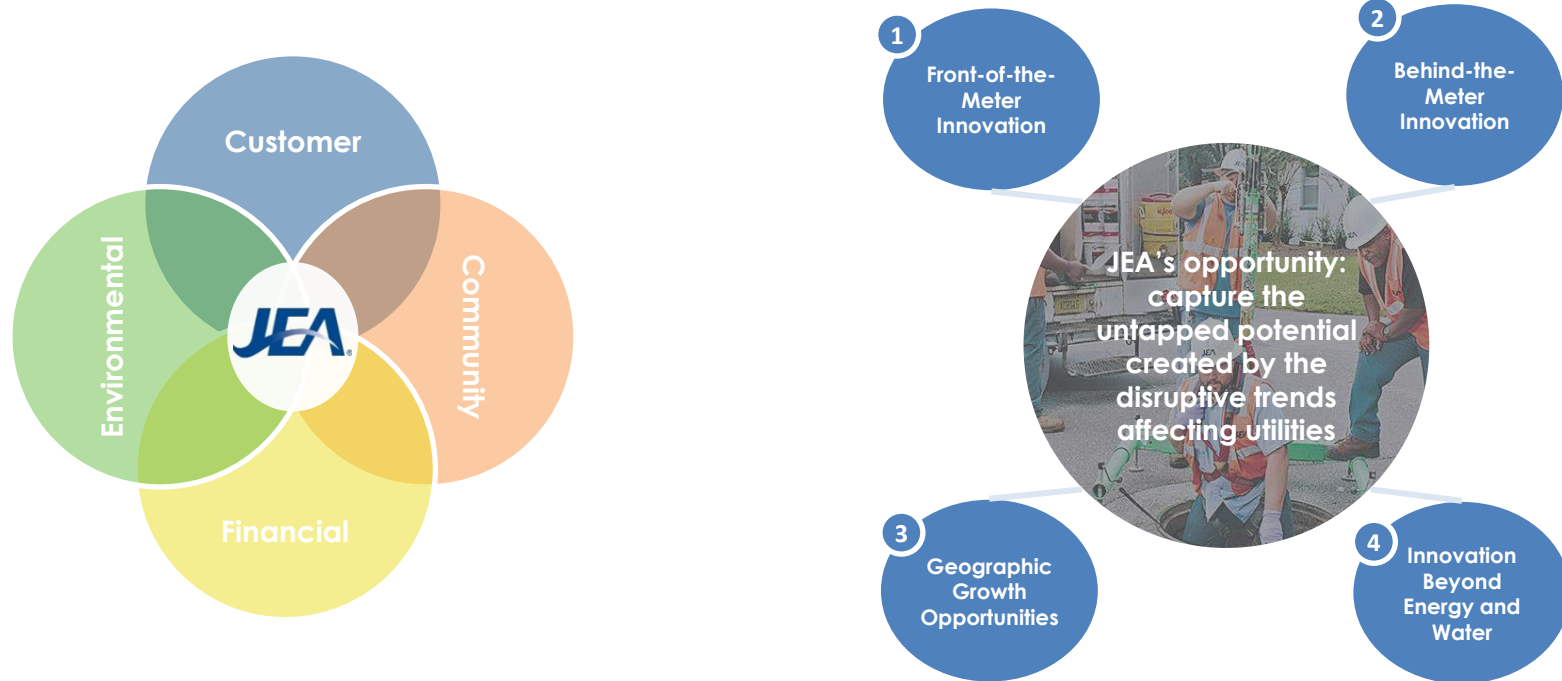 Customer
Environmental
JEA
®
Community
Financial
1
Front-of-the-
Meter
Innovation
2
Behind-the-
Meter
Innovation
JEA’s opportunity:
capture the
untapped potential
created by the
disruptive trends
affecting utilities
3
Geographic
Growth
Opportunities
4
Innovation
Beyond
Energy and
Water